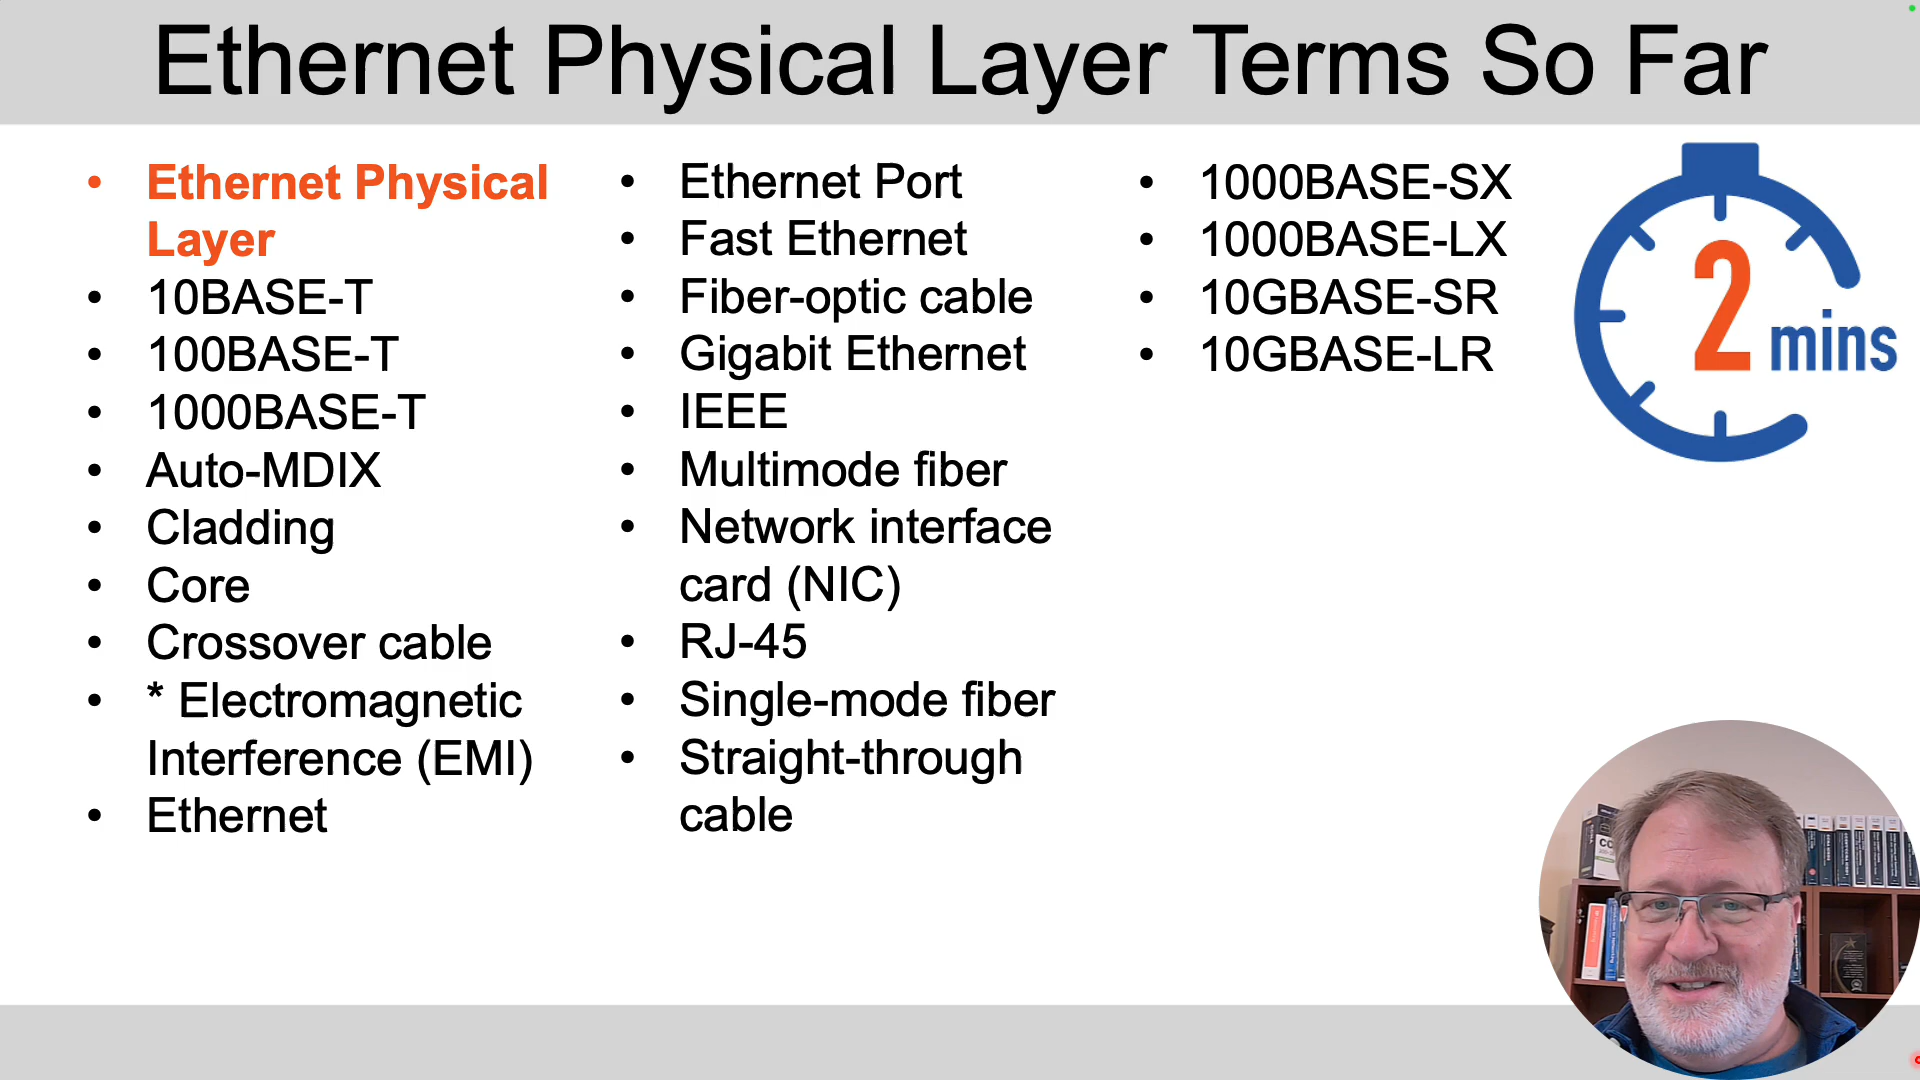 Ethernet Physical Layer Terms So Far
• Ethernet Physical
Layer
• 10BASE-T
• 100BASE-T
• 1000BASE-T
• Auto-MDIX
• Cladding
• Core
• Crossover cable
• * Electromagnetic
Interference (EMI)
• Ethernet
• Ethernet Port
• Fast Ethernet
• Fiber-optic cable
• Gigabit Ethernet
• IEEE
• Multimode fiber
• Network interface
card (NIC)
• RJ-45
• Single-mode fiber
• Straight-through
cable
• 1000BASE-SX
• 1000BASE-LX
• 10GBASE-SR
• 10GBASE-LR
2 mins